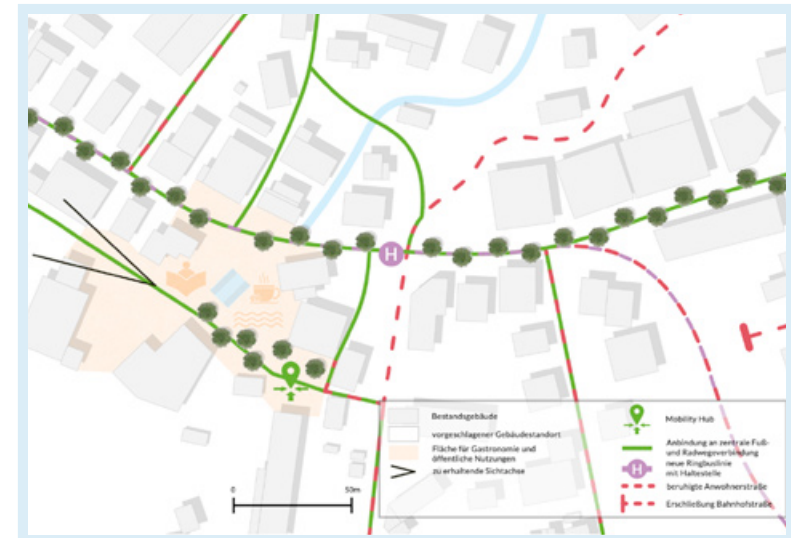 H
0
50m
Bestandsgebäude
vorgeschlagener Gebäudestandort
Fläche für Gastronomie und
öffentliche Nutzungen
zu erhaltende Sichtachse
Mobility Hub
Anbindung an zentrale Fuß-
und Radwegeverbindung
H
neue Ringbuslinie
mit Haltestelle
beruhigte Anwohnerstraße
Erschließung Bahnhofstraße